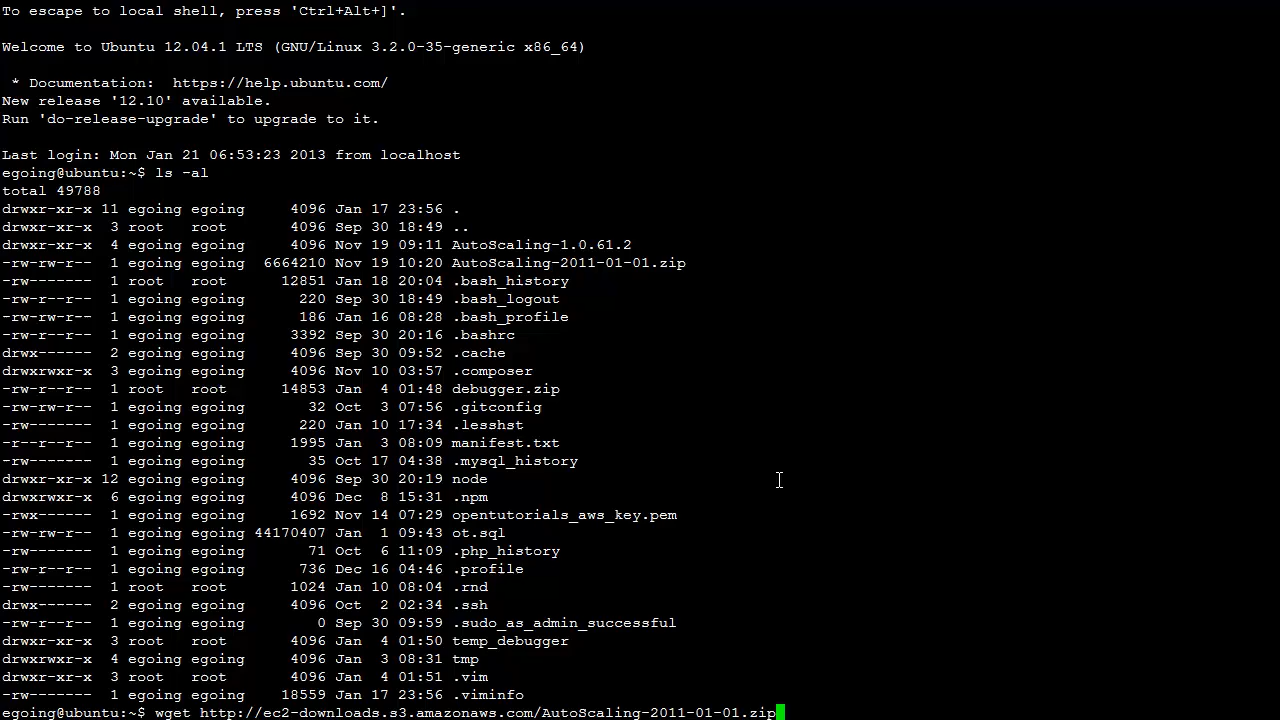 To escape to local shell, press 'Ctrl+Alt+]'.
Welcome to Ubuntu 12.04.1 LTS (GNU/Linux 3.2.0-35-generic x86_64)
* Documentation:  https://help.ubuntu.com/
New release '12.10' available.
Run 'do-release-upgrade' to upgrade to it.
Last login: Mon Jan 21 06:53:23 2013 from localhost
egoing@ubuntu:~$ ls -al
total 49788
drwxr-xr-x 11 egoing egoing     4096 Jan 17 23:56 .
drwxr-xr-x  3 root   root       4096 Sep 30 18:49 ..
drwxr-xr-x  4 egoing egoing     4096 Nov 19 09:11 AutoScaling-1.0.61.2
-rw-rw-r--  1 egoing egoing  6664210 Nov 19 10:20 AutoScaling-2011-01-01.zip
-rw-------  1 root   root      12851 Jan 18 20:04 .bash_history
-rw-r--r--  1 egoing egoing      220 Sep 30 18:49 .bash_logout
-rw-rw-r--  1 egoing egoing      186 Jan 16 08:28 .bash_profile
-rw-r--r--  1 egoing egoing     3392 Sep 30 20:16 .bashrc
drwx------  2 egoing egoing     4096 Sep 30 09:52 .cache
drwxrwxr-x  3 egoing egoing     4096 Nov 10 03:57 .composer
-rw-r--r--  1 root   root      14853 Jan  4 01:48 debugger.zip
-rw-rw-r--  1 egoing egoing       32 Oct  3 07:56 .gitconfig
-rw-------  1 egoing egoing      220 Jan 10 17:34 .lesshst
-r--r--r--  1 egoing egoing     1995 Jan  3 08:09 manifest.txt
-rw-------  1 egoing egoing       35 Oct 17 04:38 .mysql_history
drwxr-xr-x 12 egoing egoing     4096 Sep 30 20:19 node
drwxrwxr-x  6 egoing egoing     4096 Dec  8 15:31 .npm
-rwx------  1 egoing egoing     1692 Nov 14 07:29 opentutorials_aws_key.pem
-rw-rw-r--  1 egoing egoing 44170407 Jan  1 09:43 ot.sql
-rw-------  1 egoing egoing       71 Oct  6 11:09 .php_history
-rw-r--r--  1 egoing egoing      736 Dec 16 04:46 .profile
-rw-------  1 root   root       1024 Jan 10 08:04 .rnd
drwx------  2 egoing egoing     4096 Oct  2 02:34 .ssh
-rw-r--r--  1 egoing egoing        0 Sep 30 09:59 .sudo_as_admin_successful
drwxr-xr-x  3 root   root       4096 Jan  4 01:50 temp_debugger
drwxrwxr-x  4 egoing egoing     4096 Jan  3 08:31 tmp
drwxr-xr-x  3 root   root       4096 Jan  4 01:51 .vim
-rw-------  1 egoing egoing    18559 Jan 17 23:56 .viminfo
egoing@ubuntu:~$ wget http://ec2-downloads.s3.amazonaws.com/AutoScaling-2011-01-01.zip